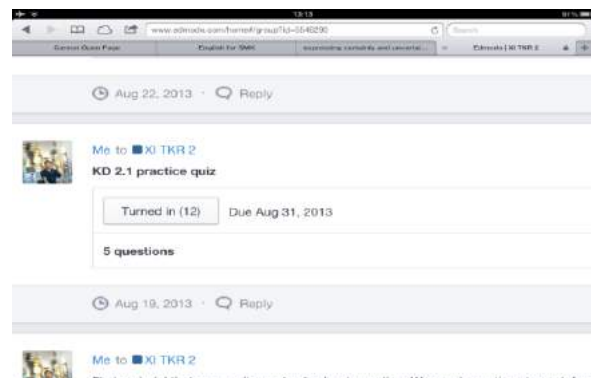 13:13
www.edmodo.com/home#/group?id=5546290
Search
English for SMK
Edmodo | XI TKR 2
Aug 22, 2013 · Reply
Me to XI TKR 2
KD 2.1 practice quiz
Turned in (12) Due Aug 31, 2013
5 questions
Aug 19, 2013 · Reply
Me to XI TKR 2